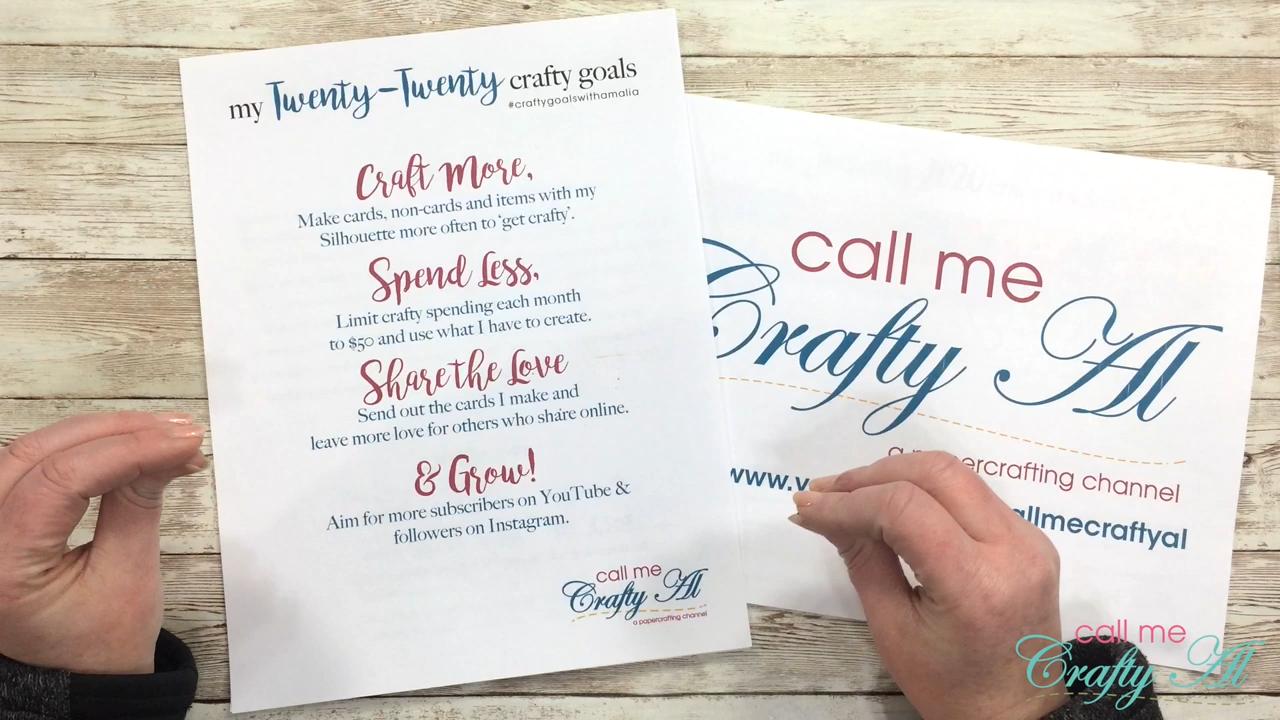 my Twenty-Twenty crafty goals
#craftygoalswithamalia
Craft More,
Make cards, non-cards and items with my
Silhouette more often to 'get crafty'.
Spend Less,
Limit crafty spending each month
to $50 and use what I have to create.
Share the Love
Send out the cards I make and
leave more love for others who share online.
& Grow!
Aim for more subscribers on YouTube &
followers on Instagram.
call me
Crafty Al
a papercrafting channel
call me
Crafty Al
a papercrafting channel
www.y
allmecraftyal
call me
Crafty Al